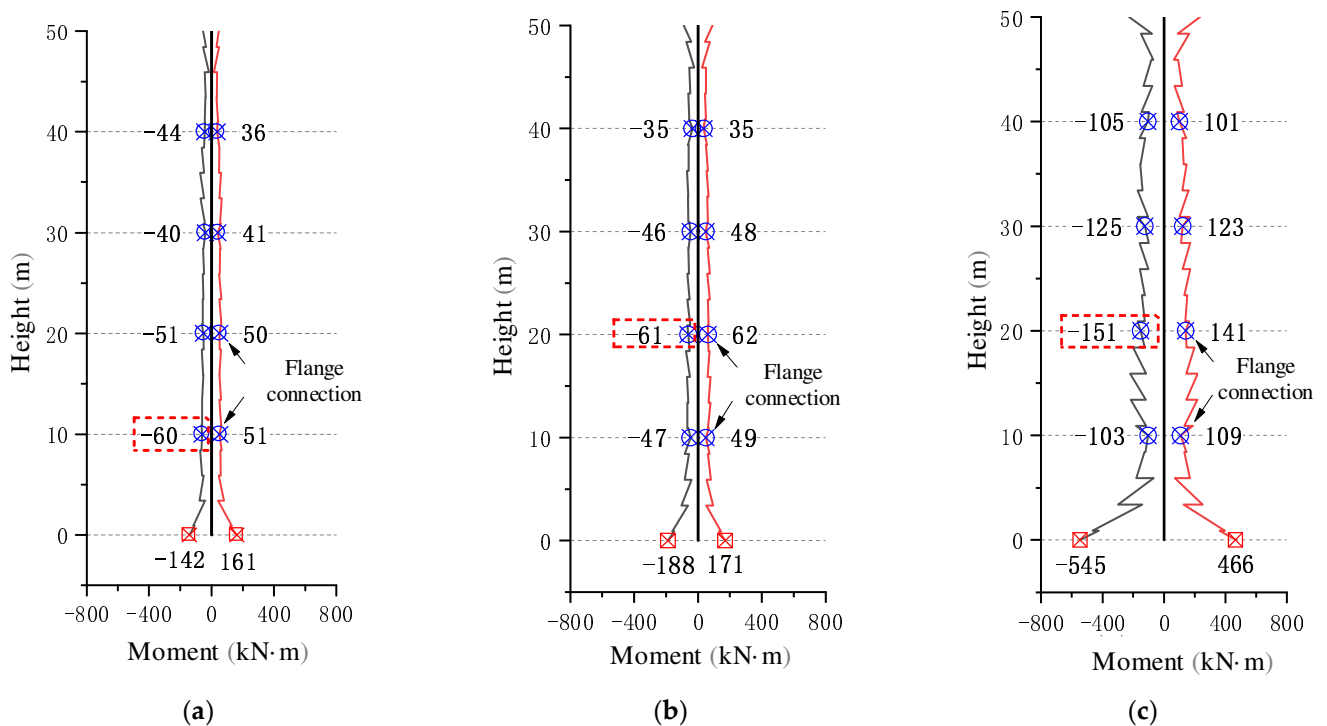 50
40
30
20
10
0
Height (m)
-44 36
-40 41
-51 50
Flange
connection
-60 51
-142 161
-800 -400 0 400 800
Moment (kN·m)
(a)
50
40
30
20
10
0
Height (m)
-35 35
-46 48
-61 62
Flange
connection
-47 49
-188 171
-800 -400 0 400 800
Moment (kN·m)
(b)
50
40
30
20
10
0
Height (m)
-105 101
-125 123
-151 141
Flange
connection
-103 109
-545 466
-800 -400 0 400 800
Moment (kN·m)
(c)